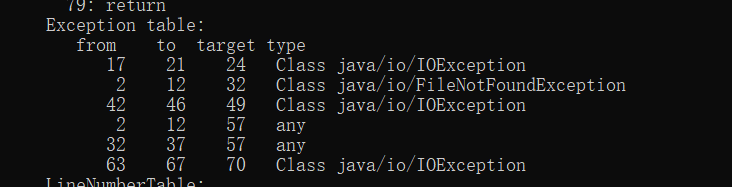 79: return
Exception table:
from to target type
17 21 24 Class java/io/IOException
2 12 32 Class java/io/FileNotFoundException
42 46 49 Class java/io/IOException
2 12 57 any
32 37 57 any
63 67 70 Class java/io/IOException
LineNumberTable: